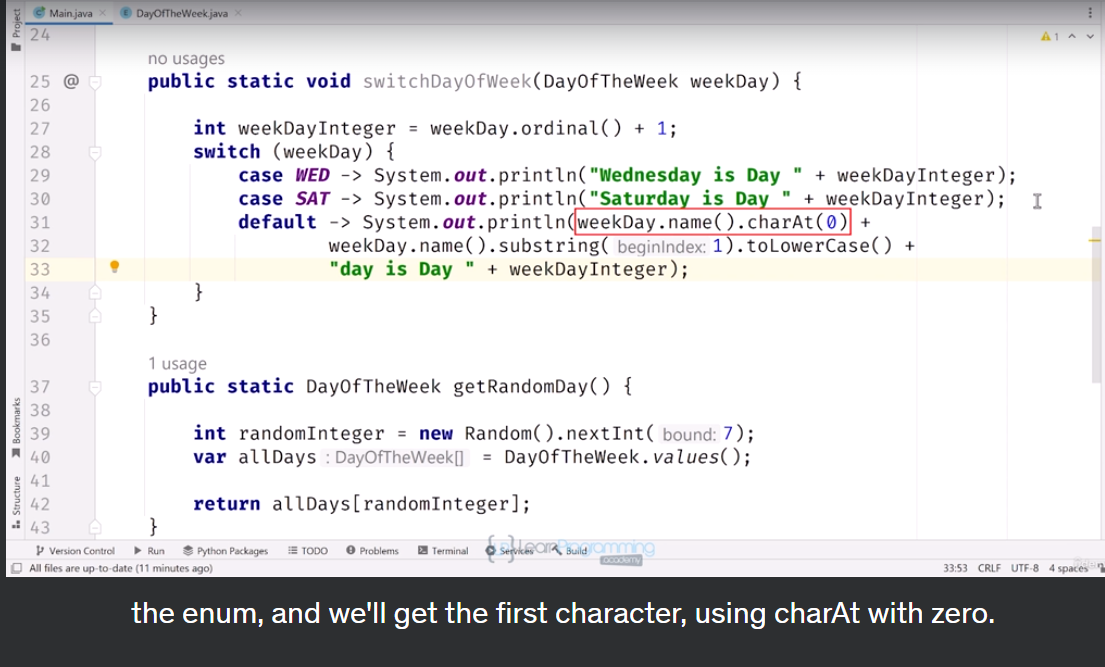 Project
Main.java ×
DayOfTheWeek.java ×
24
1
no usages
25 @ public static void switchDayOfWeek(DayOfTheWeek weekDay) {
26
27 int weekDayInteger = weekDay.ordinal() + 1;
28 switch (weekDay) {
29 case WED -> System.out.println("Wednesday is Day " + weekDayInteger);
30 case SAT -> System.out.println("Saturday is Day " + weekDayInteger);
31 default -> System.out.println(weekDay.name().charAt(0) +
32 weekDay.name().substring( beginIndex: 1).toLowerCase() +
33 "day is Day " + weekDayInteger);
34 }
35 }
36
1 usage
37 public static DayOfTheWeek getRandomDay() {
38
39 int randomInteger = new Random().nextInt( bound: 7);
40 var allDays : DayOfTheWeek[] = DayOfTheWeek.values();
41
42 return allDays[randomInteger];
43 }
Bookmarks
Structure
Version Control Run Python Packages TODO Problems Terminal Services Build
LearnProgramming
academy
All files are up-to-date (11 minutes ago) 33:53 CRLF UTF-8 4 spaces
the enum, and we'll get the first character, using charAt with zero.